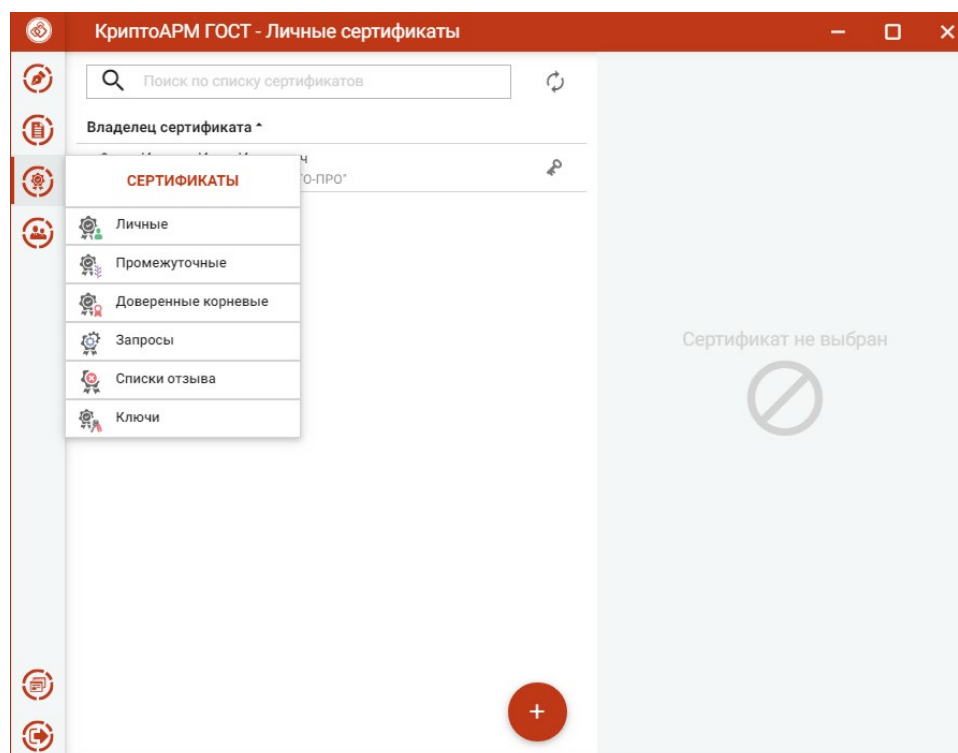 КриптоАРМ ГОСТ - Личные сертификаты
Поиск по списку сертификатов
Владелец сертификата
О-ПРО"
СЕРТИФИКАТЫ
Личные
Промежуточные
Доверенные корневые
Запросы
Списки отзыва
Ключи
Сертификат не выбран
+